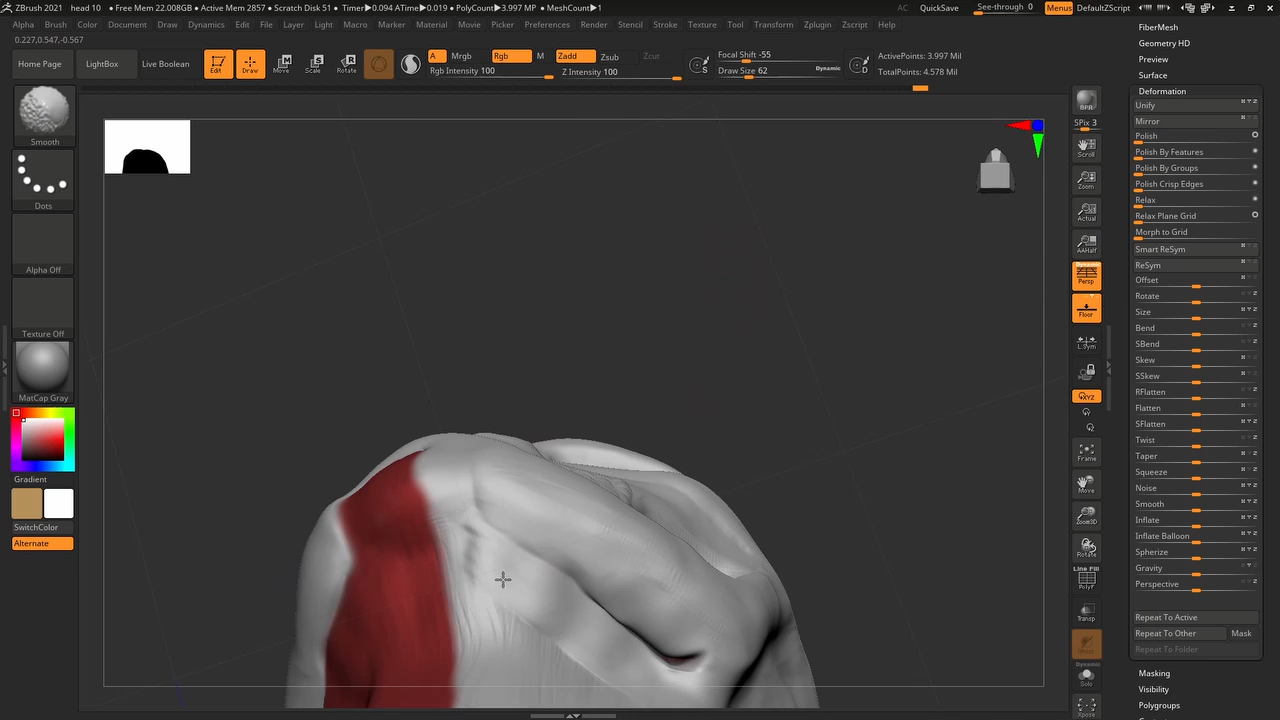 ZBrush 2021 head 10 • Free Mem 22.008GB • Active Mem 2857 • Scratch Disk 51 • Timer▶0.094 ATime▶0.019 • PolyCount▶3.997 MP • MeshCount▶1 AC QuickSave See-through 0 Menus DefaultZScript
Alpha Brush Color Document Draw Dynamics Edit File Layer Light Macro Marker Material Movie Picker Preferences Render Stencil Stroke Texture Tool Transform Zplugin Zscript Help
0.227,0.547,-0.567
Home Page LightBox Live Boolean Edit Draw Move Scale Rotate
A Mrgb Rgb M Zadd Zsub Zcut
Rgb Intensity 100 Z Intensity 100
Focal Shift -55
Draw Size 62 Dynamic
S D
ActivePoints: 3.997 Mil
TotalPoints: 4.578 Mil
Smooth
Dots
Alpha Off
Texture Off
MatCap Gray
Gradient
SwitchColor
Alternate
BPR
SPix 3
Scroll
Zoom
Actual
AAHalf
Dynamic
Persp
Floor
L.Sym
XYZ
Frame
Move
Zoom3D
Rotate
Line Fill
PolyF
Transp
Dynamic
Solo
Xpose
FiberMesh
Geometry HD
Preview
Surface
Deformation
Unify
Mirror
Polish
Polish By Features
Polish By Groups
Polish Crisp Edges
Relax
Relax Plane Grid
Morph to Grid
Smart ReSym
ReSym
Offset
Rotate
Size
Bend
SBend
Skew
SSkew
RFlatten
Flatten
SFlatten
Twist
Taper
Squeeze
Noise
Smooth
Inflate
Inflate Balloon
Spherize
Gravity
Perspective
Repeat To Active
Repeat To Other Mask
Repeat To Folder
Masking
Visibility
Polygroups